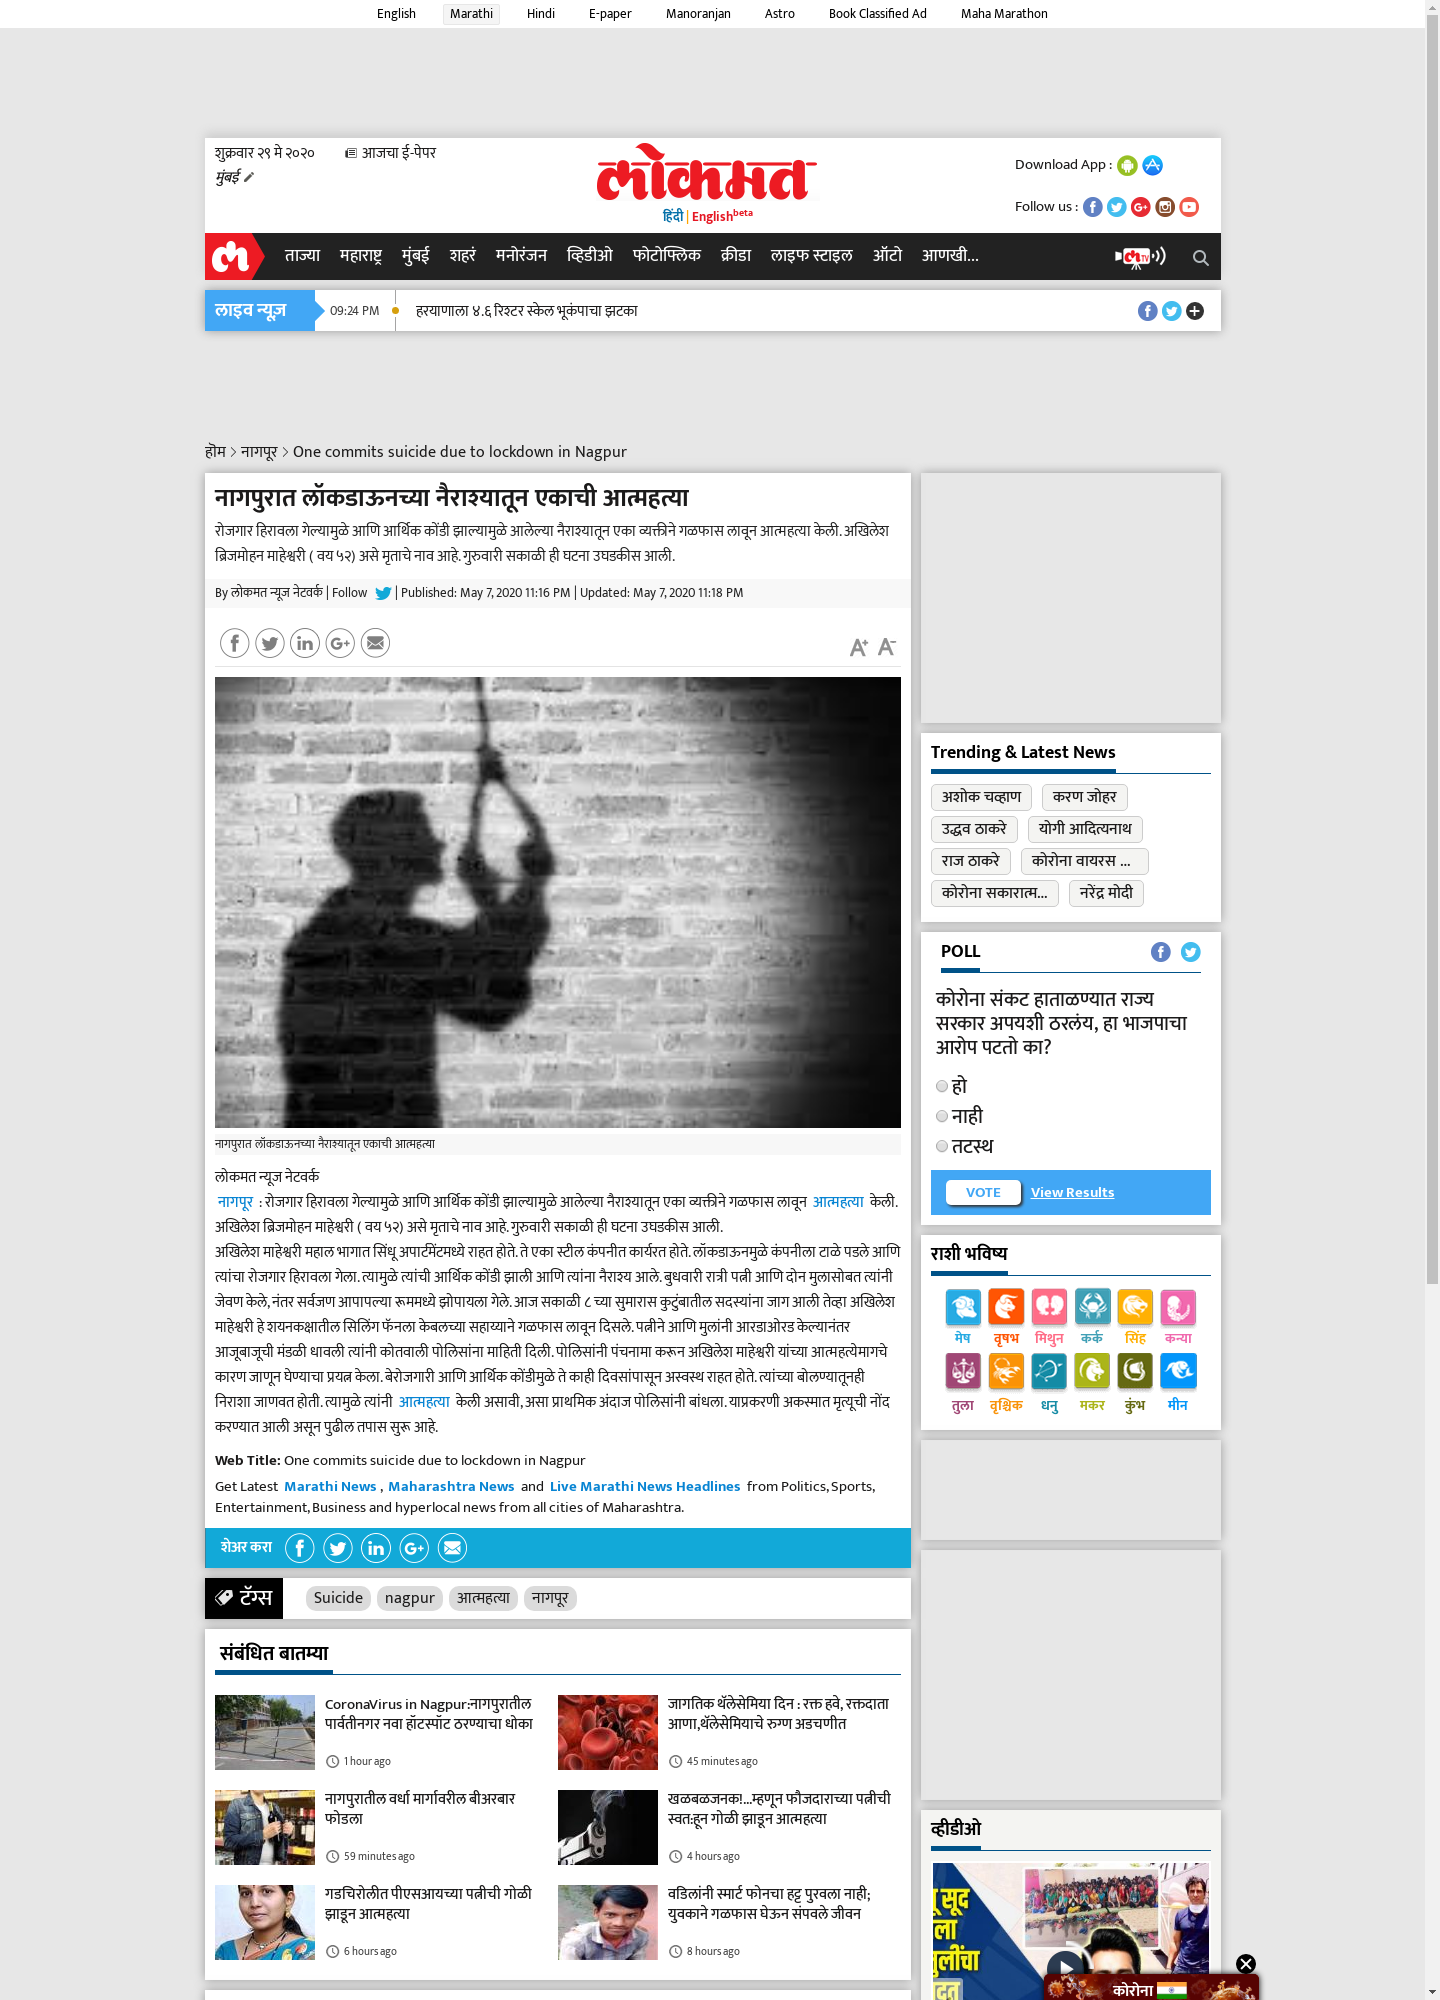 English Marathi Hindi E-paper Manoranjan Astro Book Classified Ad Maha Marathon
शुक्रवार २९ मे २०२० आजचा ई-पेपर
मुंबई
लोकमत
हिंदी | English beta
Download App :
Follow us :
ताज्या महाराष्ट्र मुंबई शहरं मनोरंजन व्हिडीओ फोटोफ्लिक क्रीडा लाइफ स्टाइल ऑटो आणखी...
लाइव न्यूज 09:24 PM हरयाणाला ४.६ रिश्टर स्केल भूकंपाचा झटका
हॊम > नागपूर > One commits suicide due to lockdown in Nagpur
नागपुरात लॉकडाऊनच्या नैराश्यातून एकाची आत्महत्या
रोजगार हिरावला गेल्यामुळे आणि आर्थिक कोंडी झाल्यामुळे आलेल्या नैराश्यातून एका व्यक्तीने गळफास लावून आत्महत्या केली. अखिलेश
ब्रिजमोहन माहेश्वरी ( वय ५२) असे मृताचे नाव आहे. गुरुवारी सकाळी ही घटना उघडकीस आली.
By लोकमत न्यूज नेटवर्क | Follow | Published: May 7, 2020 11:16 PM | Updated: May 7, 2020 11:18 PM
A+ A-
नागपुरात लॉकडाऊनच्या नैराश्यातून एकाची आत्महत्या
लोकमत न्यूज नेटवर्क
नागपूर : रोजगार हिरावला गेल्यामुळे आणि आर्थिक कोंडी झाल्यामुळे आलेल्या नैराश्यातून एका व्यक्तीने गळफास लावून आत्महत्या केली.
अखिलेश ब्रिजमोहन माहेश्वरी ( वय ५२) असे मृताचे नाव आहे. गुरुवारी सकाळी ही घटना उघडकीस आली.
अखिलेश माहेश्वरी महाल भागात सिंधू अपार्टमेंटमध्ये राहत होते. ते एका स्टील कंपनीत कार्यरत होते. लॉकडाऊनमुळे कंपनीला टाळे पडले आणि
त्यांचा रोजगार हिरावला गेला. त्यामुळे त्यांची आर्थिक कोंडी झाली आणि त्यांना नैराश्य आले. बुधवारी रात्री पत्नी आणि दोन मुलासोबत त्यांनी
जेवण केले, नंतर सर्वजण आपापल्या रूममध्ये झोपायला गेले. आज सकाळी ८ च्या सुमारास कुटुंबातील सदस्यांना जाग आली तेव्हा अखिलेश
माहेश्वरी हे शयनकक्षातील सिलिंग फॅनला केबलच्या सहाय्याने गळफास लावून दिसले. पत्नीने आणि मुलांनी आरडाओरड केल्यानंतर
आजूबाजूची मंडळी धावली त्यांनी कोतवाली पोलिसांना माहिती दिली. पोलिसांनी पंचनामा करून अखिलेश माहेश्वरी यांच्या आत्महत्येमागचे
कारण जाणून घेण्याचा प्रयत्न केला. बेरोजगारी आणि आर्थिक कोंडीमुळे ते काही दिवसांपासून अस्वस्थ राहत होते. त्यांच्या बोलण्यातूनही
निराशा जाणवत होती. त्यामुळे त्यांनी आत्महत्या केली असावी, असा प्राथमिक अंदाज पोलिसांनी बांधला. याप्रकरणी अकस्मात मृत्यूची नोंद
करण्यात आली असून पुढील तपास सुरू आहे.
Web Title: One commits suicide due to lockdown in Nagpur
Get Latest Marathi News , Maharashtra News and Live Marathi News Headlines from Politics, Sports,
Entertainment, Business and hyperlocal news from all cities of Maharashtra.
शेअर करा
टॅग्स Suicide nagpur आत्महत्या नागपूर
संबंधित बातम्या
CoronaVirus in Nagpur:नागपुरातील
पार्वतीनगर नवा हॉटस्पॉट ठरण्याचा धोका
1 hour ago
जागतिक थॅलेसेमिया दिन : रक्त हवे, रक्तदाता
आणा,थॅलेसेमियाचे रुग्ण अडचणीत
45 minutes ago
नागपुरातील वर्धा मार्गावरील बीअरबार
फोडला
59 minutes ago
खळबळजनक!...म्हणून फौजदाराच्या पत्नीची
स्वत:हून गोळी झाडून आत्महत्या
4 hours ago
गडचिरोलीत पीएसआयच्या पत्नीची गोळी
झाडून आत्महत्या
6 hours ago
वडिलांनी स्मार्ट फोनचा हट्ट पुरवला नाही;
युवकाने गळफास घेऊन संपवले जीवन
8 hours ago
Trending & Latest News
अशोक चव्हाण करण जोहर
उद्धव ठाकरे योगी आदित्यनाथ
राज ठाकरे कोरोना वायरस ...
कोरोना सकारात्म... नरेंद्र मोदी
POLL
कोरोना संकट हाताळण्यात राज्य
सरकार अपयशी ठरलंय, हा भाजपाचा
आरोप पटतो का?
हो
नाही
तटस्थ
VOTE View Results
राशी भविष्य
मेष वृषभ मिथुन कर्क सिंह कन्या
तुला वृश्चिक धनु मकर कुंभ मीन
व्हीडीओ
सूद
ला
कोरोना